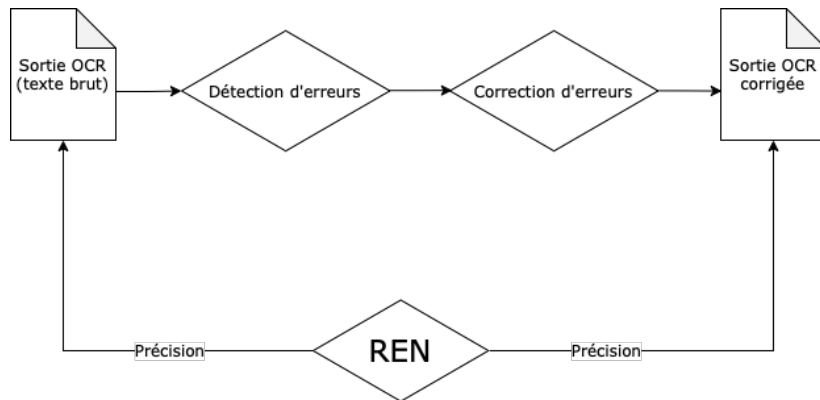 Sortie OCR
(texte brut)
Détection d'erreurs
Correction d'erreurs
Sortie OCR
corrigée
Précision
REN
Précision